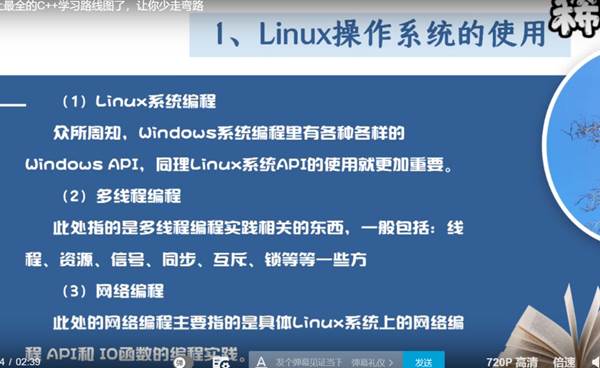 最全的C++学习路线图了，让你少走弯路
稀
1、Linux操作系统的使用
（1）Linux系统编程
众所周知，Windows系统编程里有各种各样的
Windows API，同理Linux系统API的使用就更加重要。
（2）多线程编程
此处指的是多线程编程实践相关的东西，一般包括：线
程、资源、信号、同步、互斥、锁等等一些方
（3）网络编程
此处的网络编程主要指的是具体Linux系统上的网络编
程 API和 IO函数的编程实践。
4 / 02:39
弹
A
发个弹幕见证当下
弹幕礼仪 >
发送
720P 高清
倍速